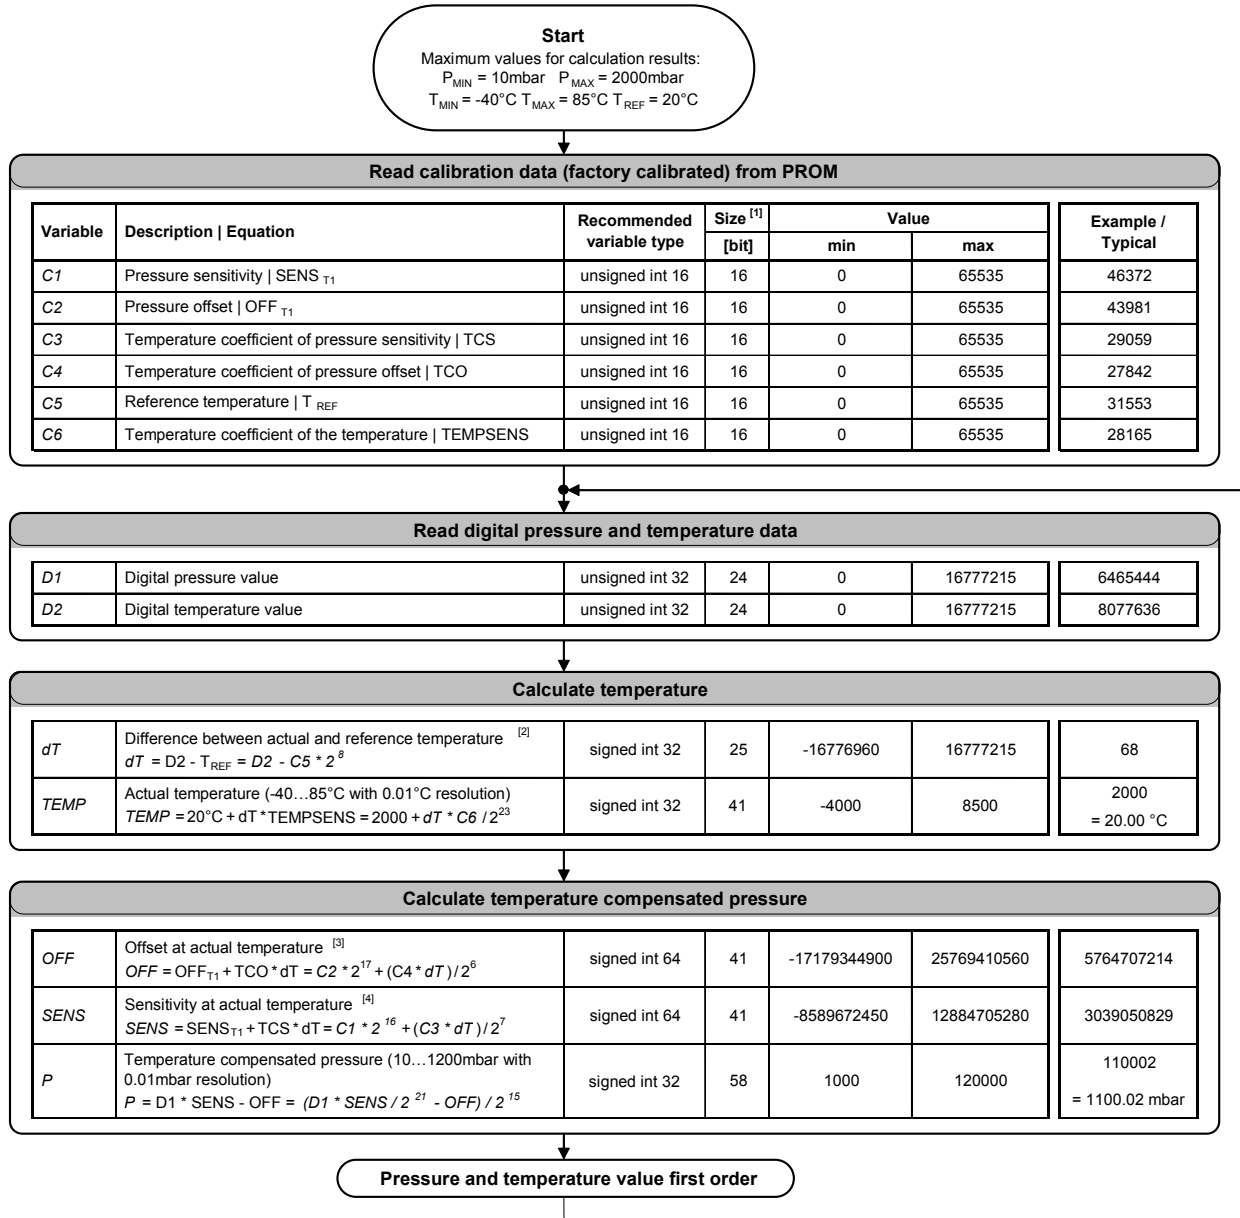 Start
Maximum values for calculation results:
PMIN = 10mbar PMAX = 2000mbar
TMIN = -40°C TMAX = 85°C TREF = 20°C
Read calibration data (factory calibrated) from PROM
Variable Description | Equation Recommended variable type Size [1] [bit] Value min max Example / Typical
C1 Pressure sensitivity | SENS T1 unsigned int 16 16 0 65535 46372
C2 Pressure offset | OFF T1 unsigned int 16 16 0 65535 43981
C3 Temperature coefficient of pressure sensitivity | TCS unsigned int 16 16 0 65535 29059
C4 Temperature coefficient of pressure offset | TCO unsigned int 16 16 0 65535 27842
C5 Reference temperature | T REF unsigned int 16 16 0 65535 31553
C6 Temperature coefficient of the temperature | TEMPSENS unsigned int 16 16 0 65535 28165
Read digital pressure and temperature data
D1 Digital pressure value unsigned int 32 24 0 16777215 6465444
D2 Digital temperature value unsigned int 32 24 0 16777215 8077636
Calculate temperature
dT Difference between actual and reference temperature [2] signed int 32 25 -16776960 16777215 68
dT = D2 - TREF = D2 - C5 * 2^8
TEMP Actual temperature (-40…85°C with 0.01°C resolution) signed int 32 41 -4000 8500 2000
TEMP = 20°C + dT * TEMPSENS = 2000 + dT * C6 / 2^23 = 20.00 °C
Calculate temperature compensated pressure
OFF Offset at actual temperature [3] signed int 64 41 -17179344900 25769410560 5764707214
OFF = OFFT1 + TCO * dT = C2 * 2^17 + (C4 * dT) / 2^6
SENS Sensitivity at actual temperature [4] signed int 64 41 -8589672450 12884705280 3039050829
SENS = SENST1 + TCS * dT = C1 * 2^16 + (C3 * dT) / 2^7
P Temperature compensated pressure (10…1200mbar with signed int 32 58 1000 120000 110002
0.01mbar resolution)
P = D1 * SENS - OFF = (D1 * SENS / 2^21 - OFF) / 2^15 = 1100.02 mbar
Pressure and temperature value first order